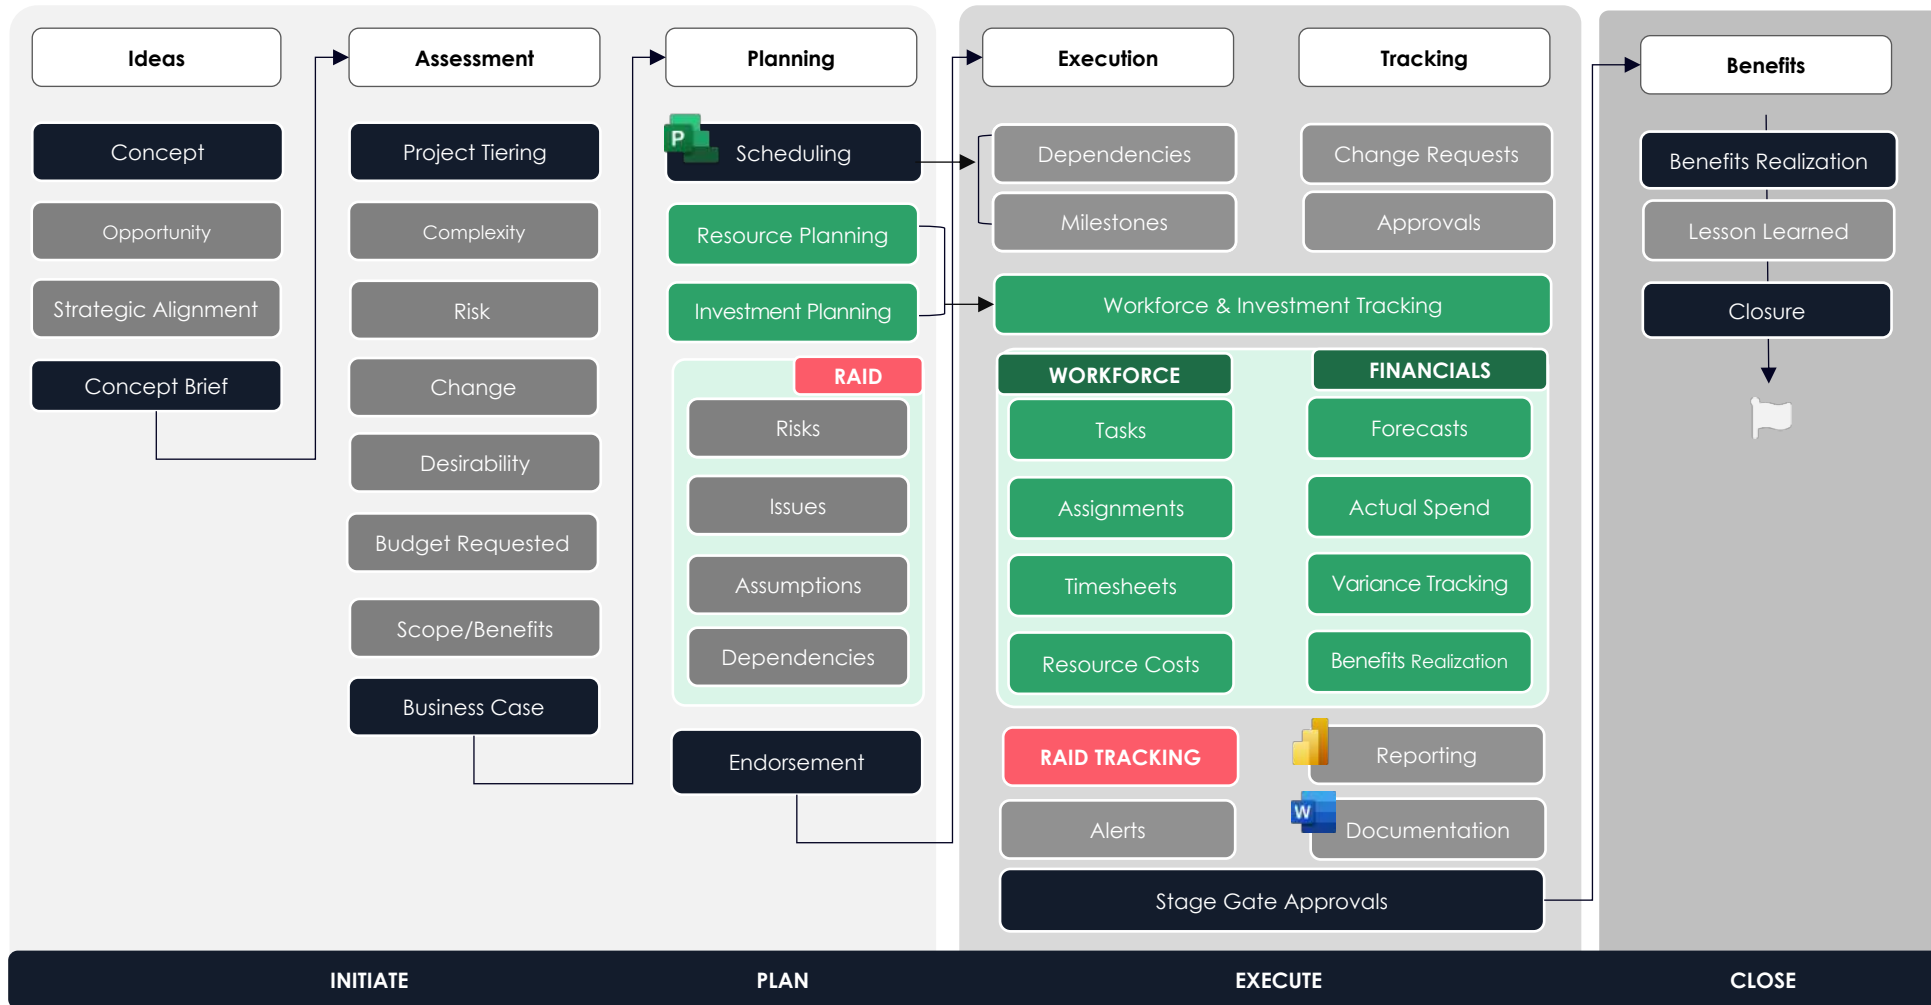 Ideas
Concept
Opportunity
Strategic Alignment
Concept Brief
Assessment
Project Tiering
Complexity
Risk
Change
Desirability
Budget Requested
Scope/Benefits
Business Case
Planning
P
Scheduling
Resource Planning
Investment Planning
RAID
Risks
Issues
Assumptions
Dependencies
Endorsement
Execution
Tracking
Dependencies
Change Requests
Milestones
Approvals
Workforce & Investment Tracking
WORKFORCE
Tasks
Assignments
Timesheets
Resource Costs
FINANCIALS
Forecasts
Actual Spend
Variance Tracking
Benefits Realization
RAID TRACKING
Reporting
Alerts
W
Documentation
Stage Gate Approvals
Benefits
Benefits Realization
Lesson Learned
Closure
INITIATE
PLAN
EXECUTE
CLOSE